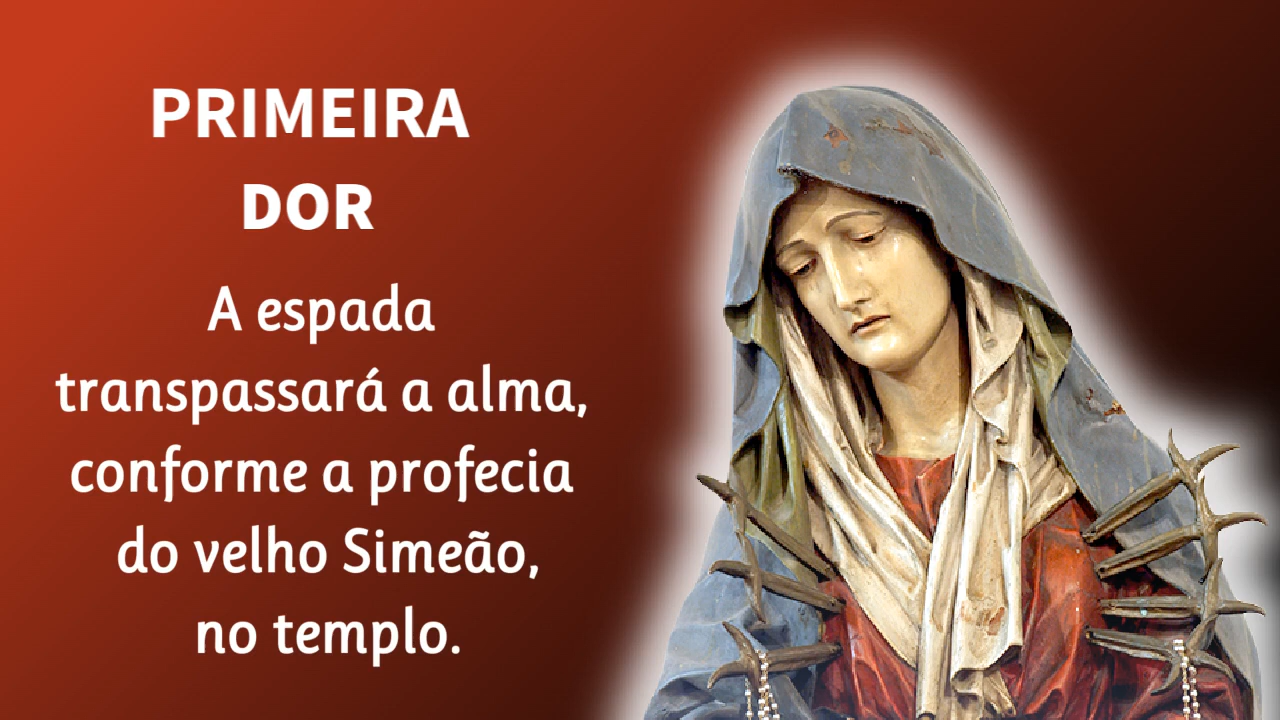 PRIMEIRA
DOR
A espada
transpassará a alma,
conforme a profecia
do velho Simeão,
no templo.